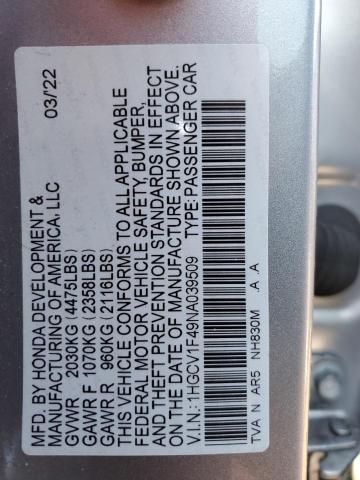 MFD. BY HONDA DEVELOPMENT & 03/'22
MANUFACTURING OF AMERICA, LLC
GVWR 2030KG (4475LBS)
GAWR F 1070KG (2358LBS)
GAWR R 960KG (2116LBS)
THIS VEHICLE CONFORMS TO ALL APPLICABLE
FEDERAL MOTOR VEHICLE SAFETY, BUMPER,
AND THEFT PREVENTION STANDARDS IN EFFECT
ON THE DATE OF MANUFACTURE SHOWN ABOVE.
V.I.N.: 1HGCV1F49NA039509 TYPE: PASSENGER CAR
TVA N AR5 NH830M .A .A